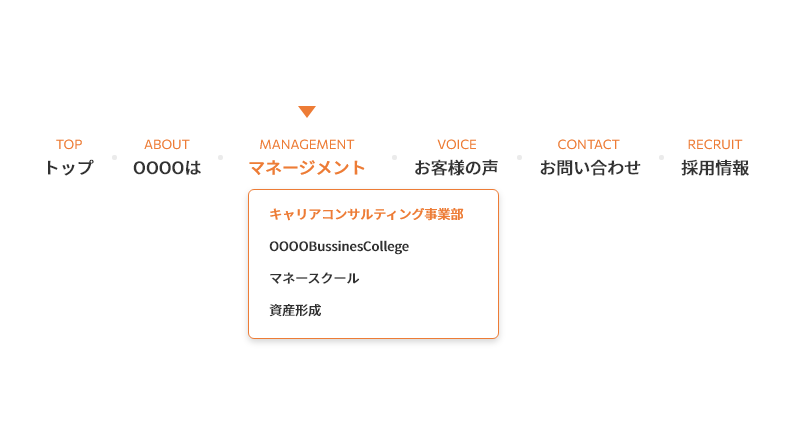 TOP
トップ
ABOUT
OOOOは
MANAGEMENT
マネージメント
VOICE
お客様の声
CONTACT
お問い合わせ
RECRUIT
採用情報
キャリアコンサルティング事業部
OOOOBussinesCollege
マネースクール
資産形成